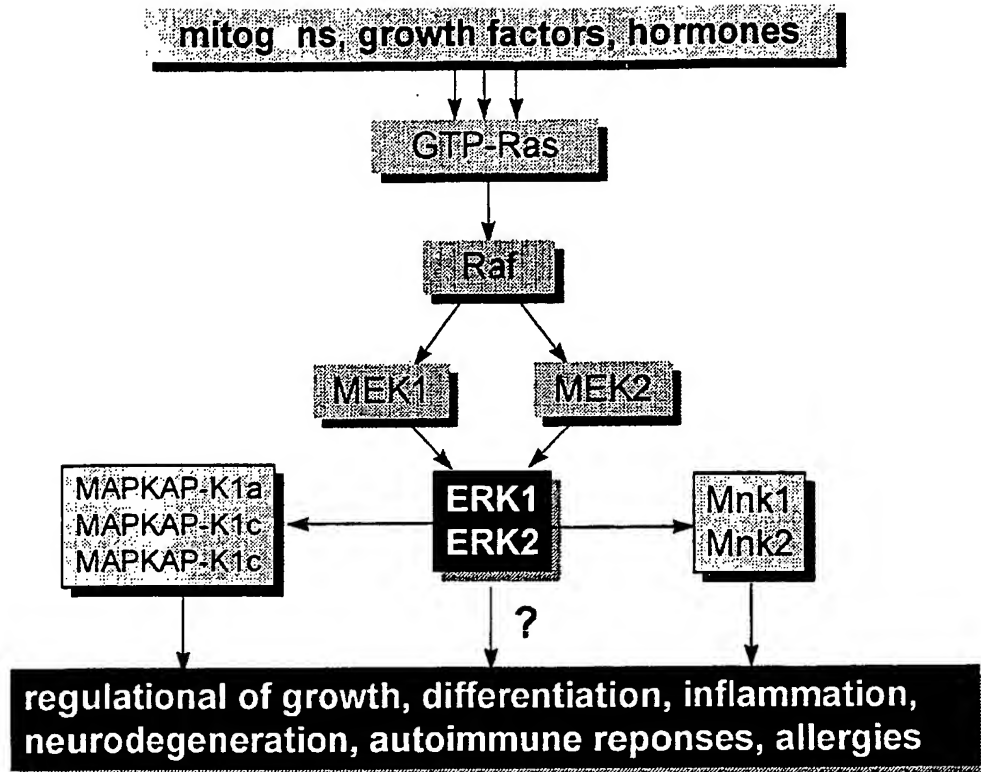 mitog ns, growth factors, hormones
GTP-Ras
Raf
MEK1
MEK2
MAPKAP-K1a
MAPKAP-K1c
MAPKAP-K1c
ERK1
ERK2
Mnk1
Mnk2
?
regulational of growth, differentiation, inflammation,
neurodegeneration, autoimmune reponses, allergies